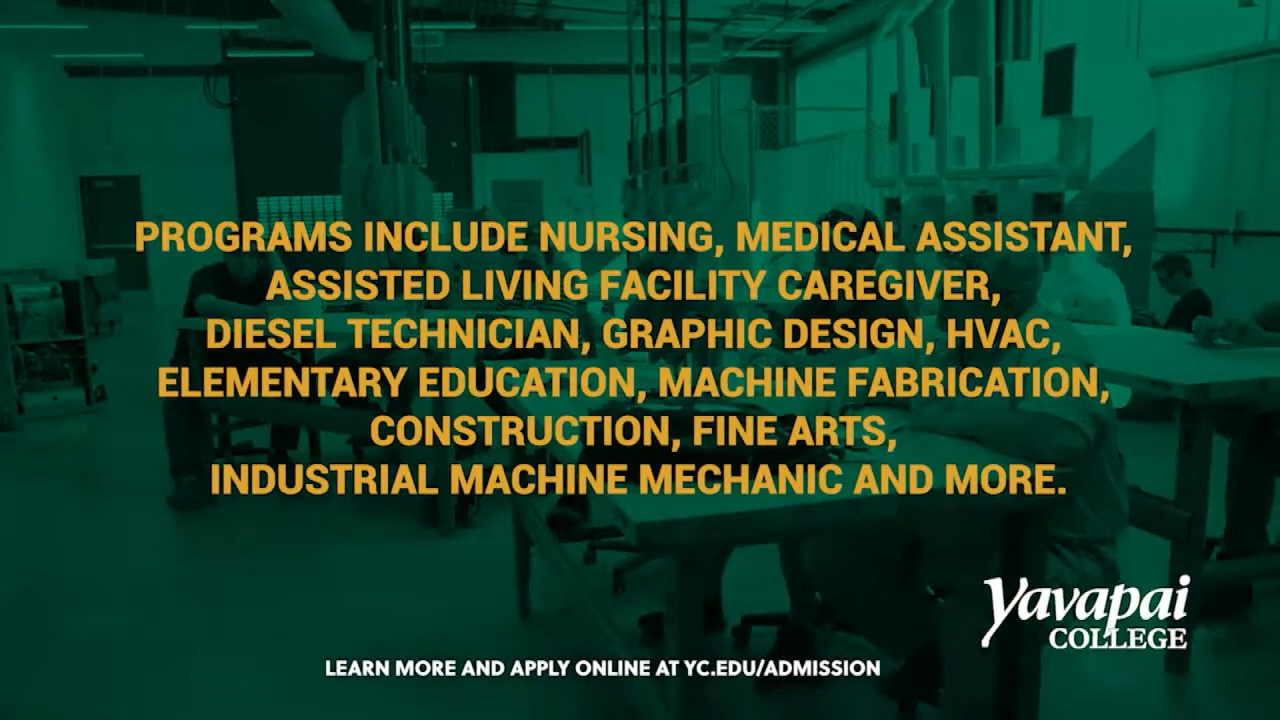 PROGRAMS INCLUDE NURSING, MEDICAL ASSISTANT,
ASSISTED LIVING FACILITY CAREGIVER,
DIESEL TECHNICIAN, GRAPHIC DESIGN, HVAC,
ELEMENTARY EDUCATION, MACHINE FABRICATION,
CONSTRUCTION, FINE ARTS,
INDUSTRIAL MACHINE MECHANIC AND MORE.
Yavapai
COLLEGE
LEARN MORE AND APPLY ONLINE AT YC.EDU/ADMISSION